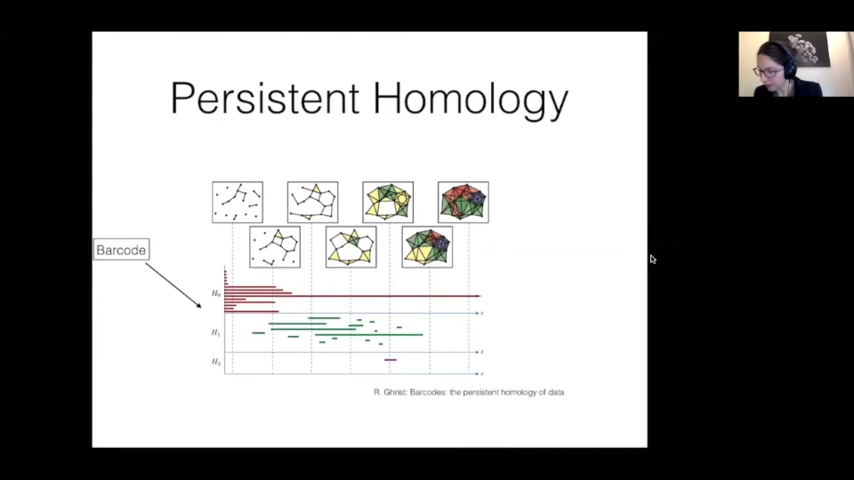 Persistent Homology
Barcode
H₀
ε
H₁
ε
H₂
ε
R. Ghrist: Barcodes: the persistent homology of data